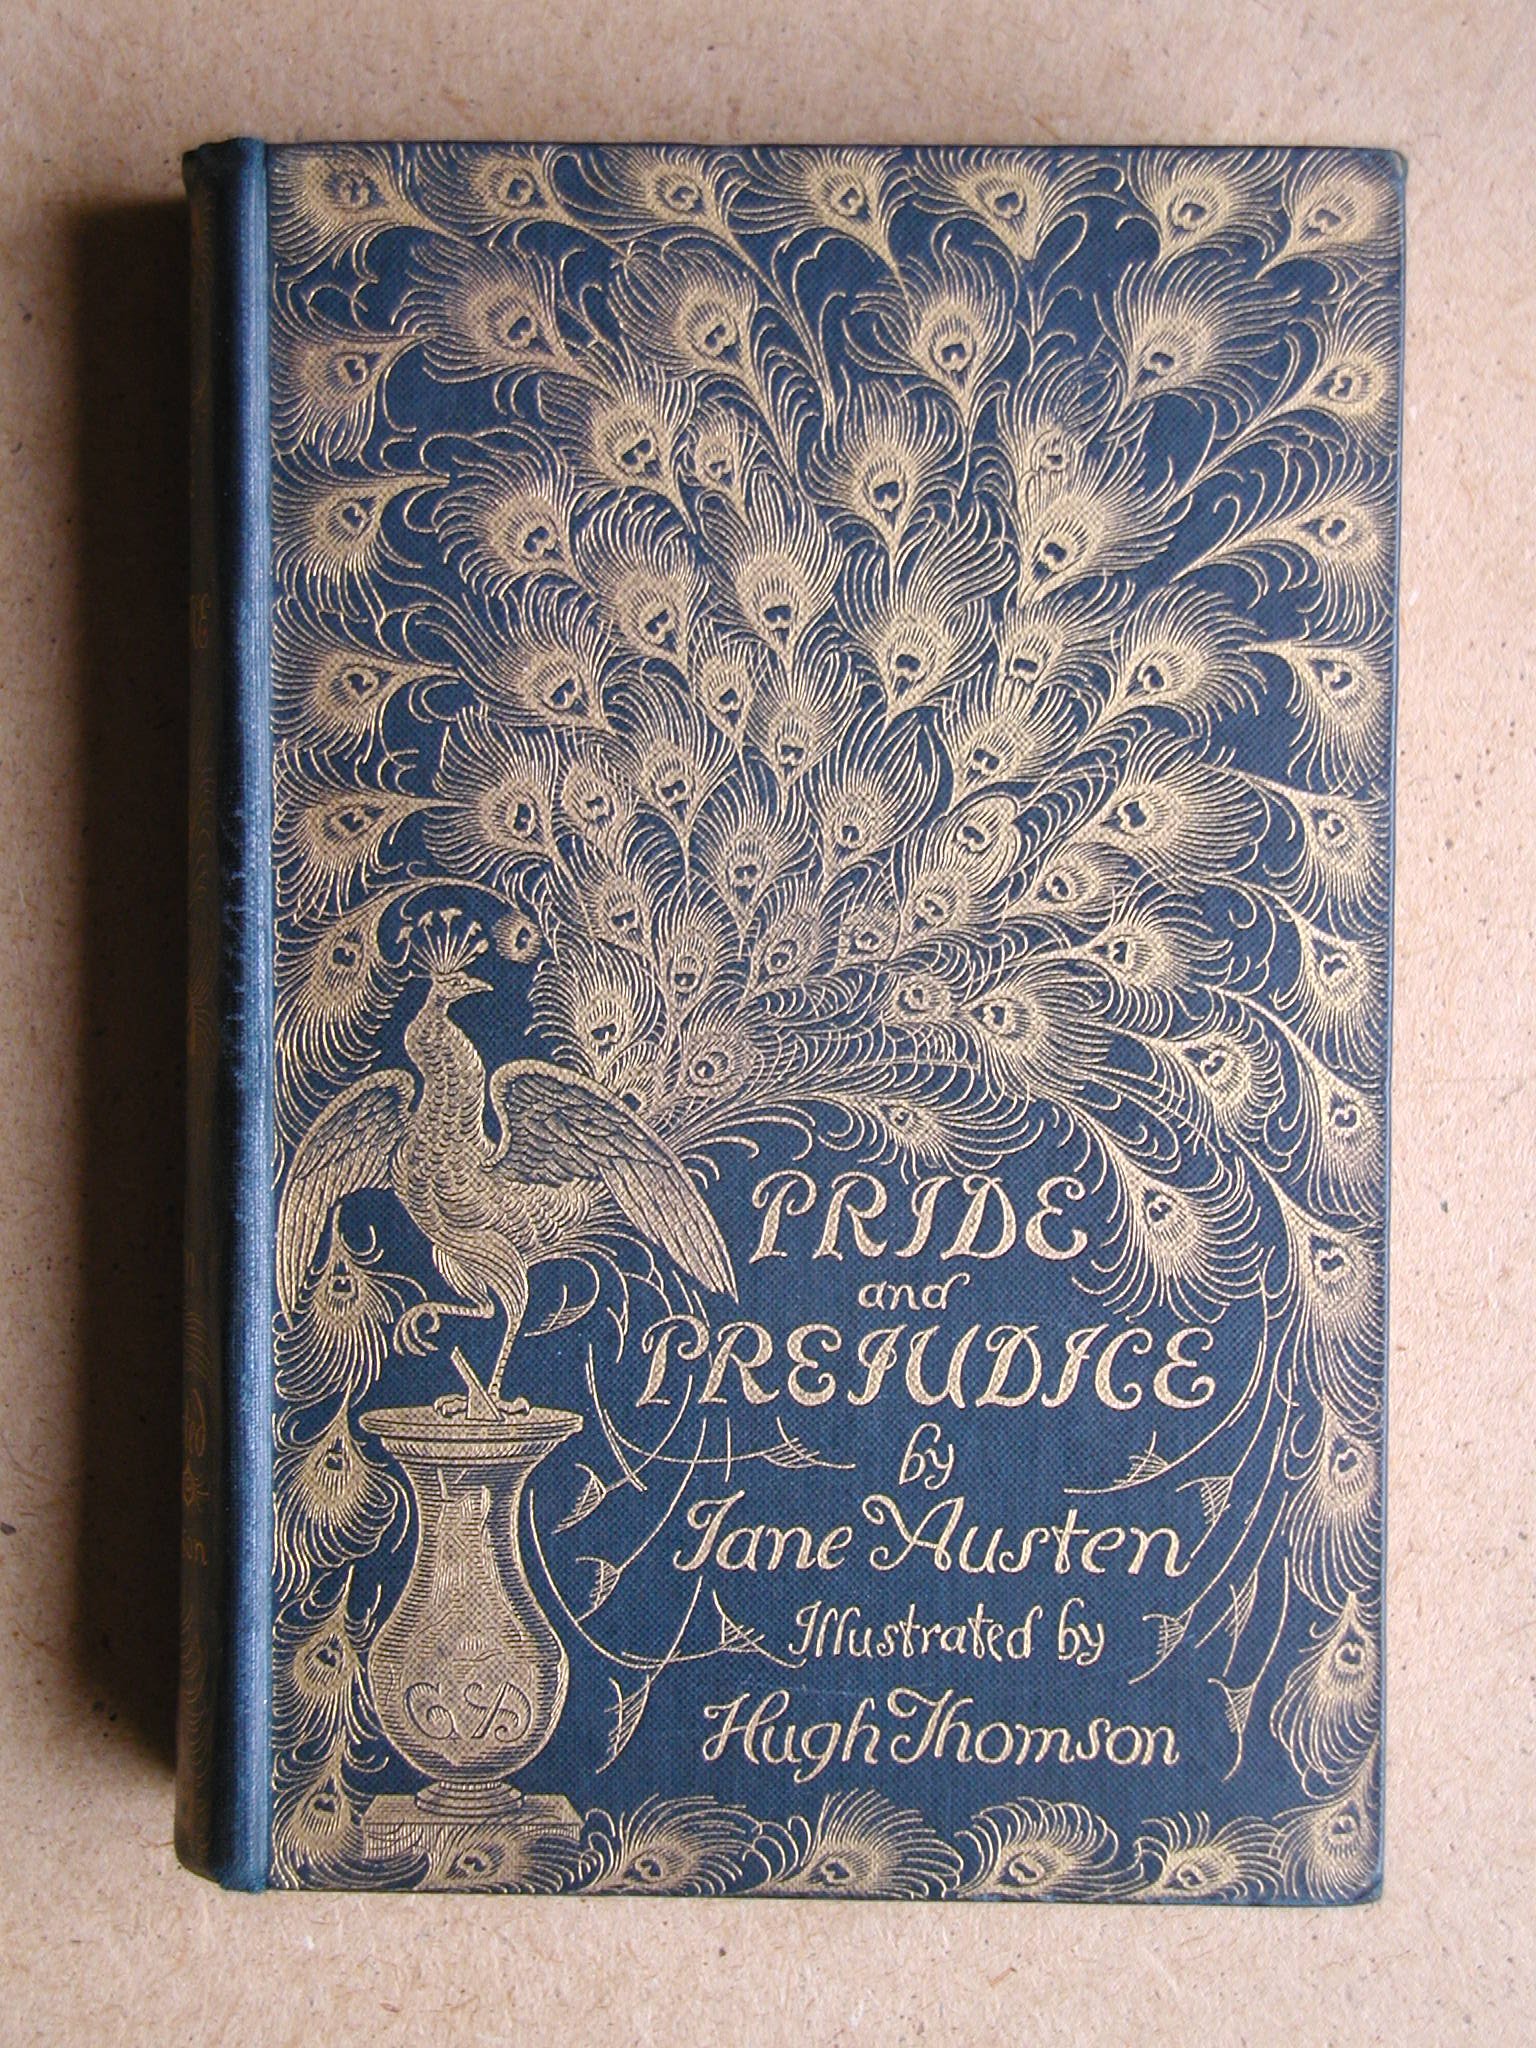 PRIDE
and
PREJUDICE
by
Jane Austen
Illustrated by
Hugh Thomson